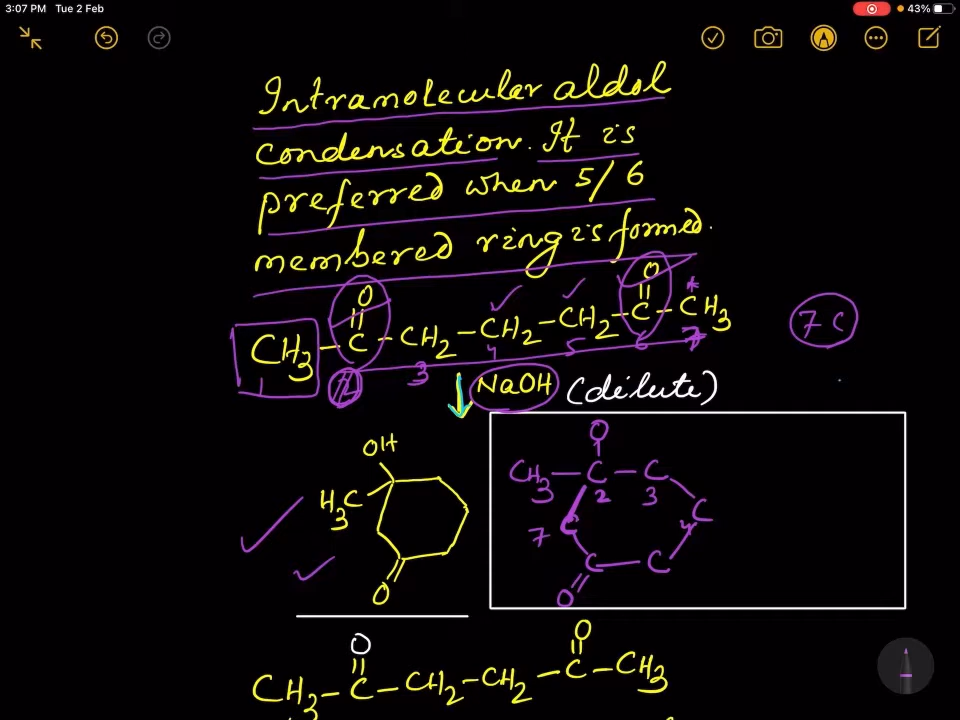 3:07 PM Tue 2 Feb
43%
Intramolecular aldol
condensation. It is
preferred when 5/6
membered ring is formed.
O O *
CH3 - C - CH2 - CH2 - CH2 - C - CH3
1 2 3 4 5 6 7
7 C
NaOH (dilute)
OH
H3C
O
O
CH3 - C - C
2 3
C C
7 4
C - C
O
O O
CH3 - C - CH2 - CH2 - C - CH3